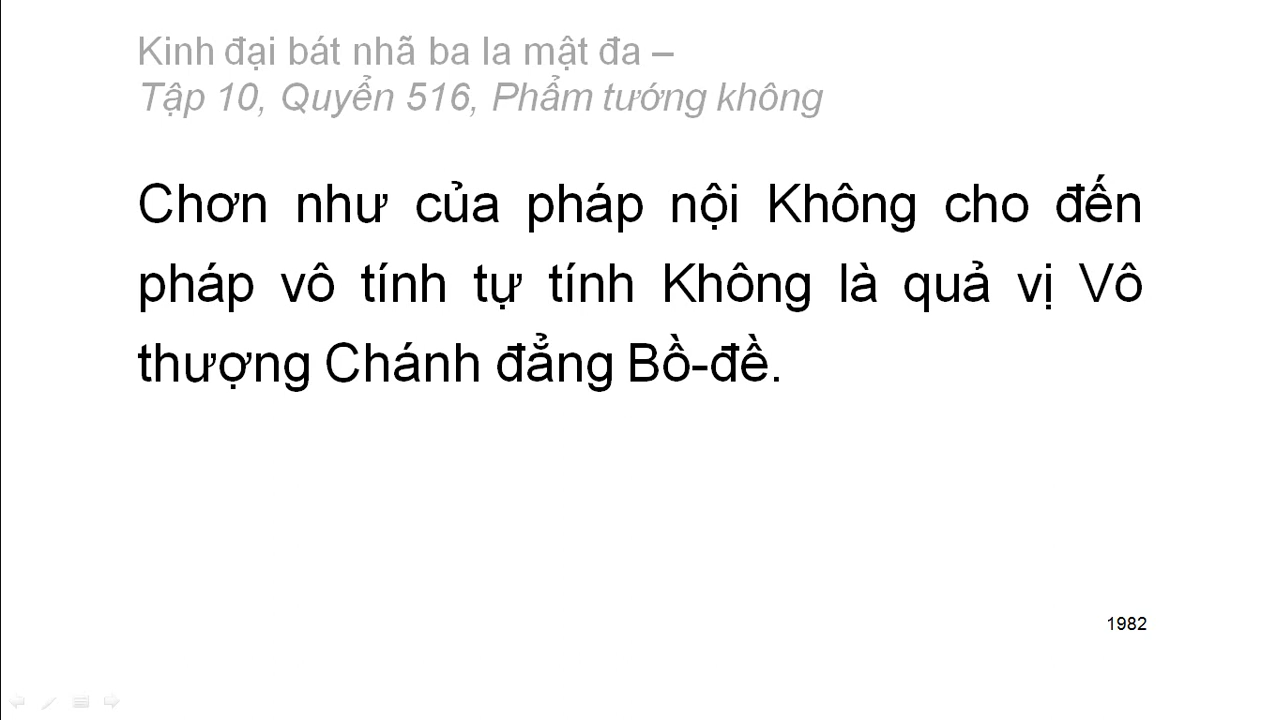 Kinh đại bát nhã ba la mật đa –
Tập 10, Quyển 516, Phẩm tướng không
Chơn như của pháp nội Không cho đến
pháp vô tính tự tính Không là quả vị Vô
thượng Chánh đẳng Bồ-đề.
1982